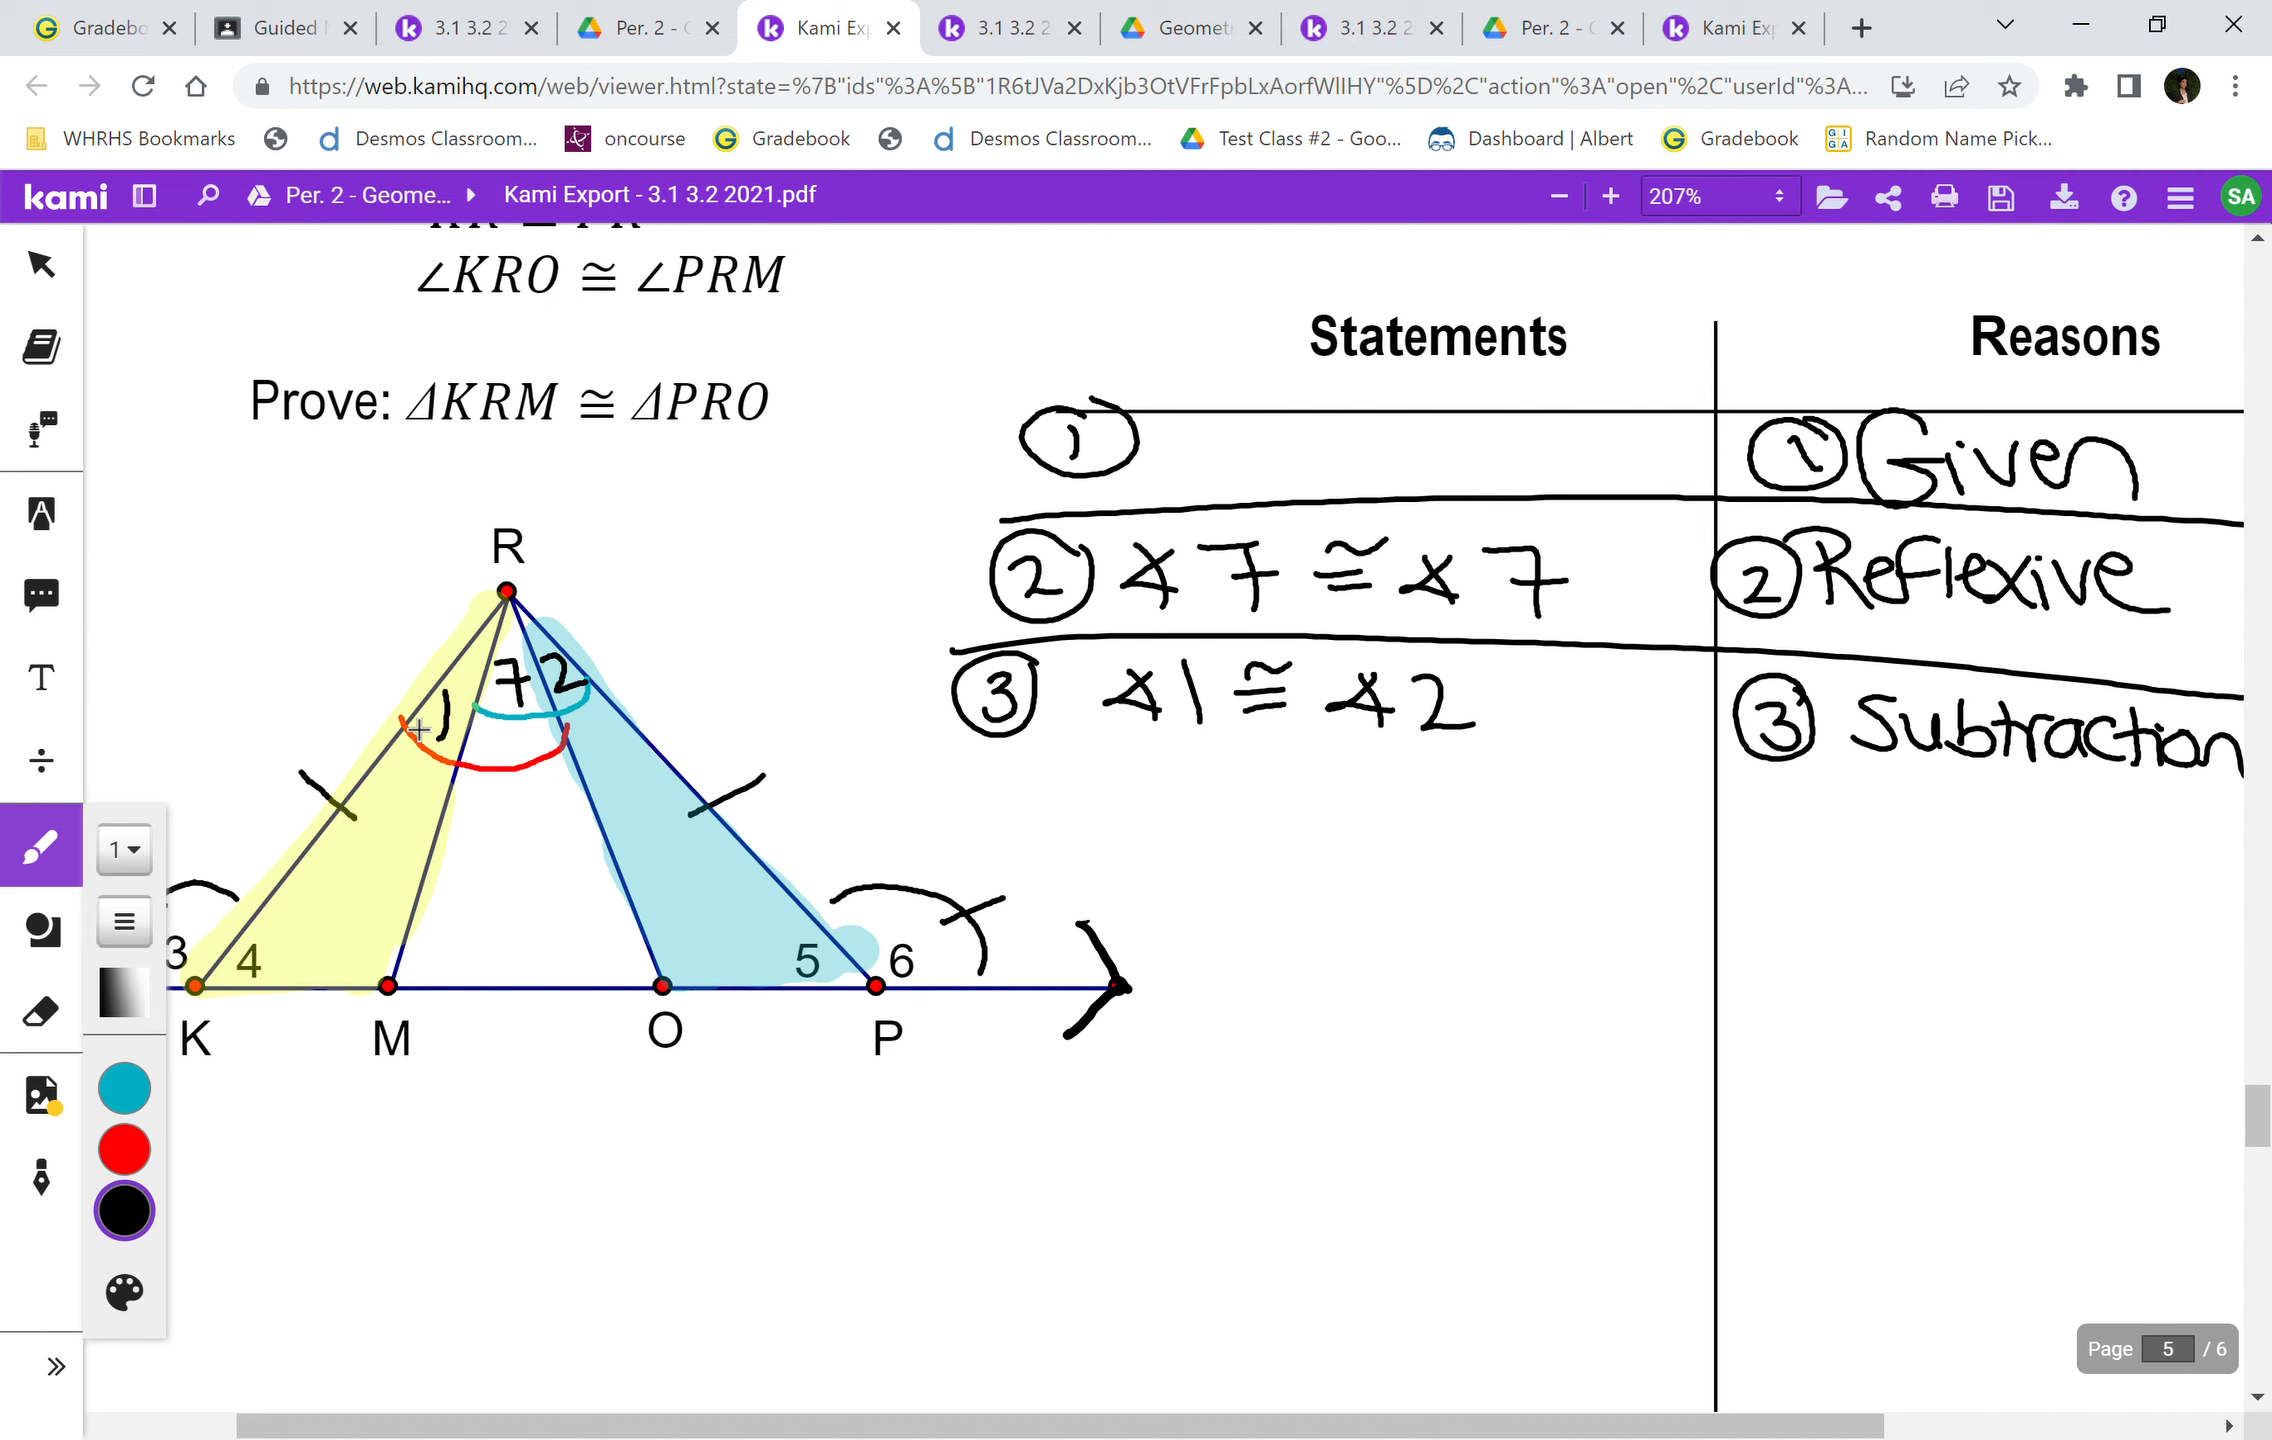 Gradebo
Guided
3.1 3.2 2
Per. 2 -
Kami Exp
3.1 3.2 2
Geomet
3.1 3.2 2
Per. 2 -
Kami Exp
https://web.kamihq.com/web/viewer.html?state=%7B"ids"%3A%5B"1R6tJVa2DxKjb3OtVFrFpbLxAorfWlIHY"%5D%2C"action"%3A"open"%2C"userId"%3A...
WHRHS Bookmarks
Desmos Classroom...
oncourse
Gradebook
Desmos Classroom...
Test Class #2 - Goo...
Dashboard | Albert
Gradebook
Random Name Pick...
kami
Per. 2 - Geome...
Kami Export - 3.1 3.2 2021.pdf
207%
SA
∠KRO ≅ ∠PRM
Prove: ΔKRM ≅ ΔPRO
Statements
Reasons
① 
① Given
② ∡7 ≅ ∡7
② Reflexive
③ ∡1 ≅ ∡2
③ Subtraction
R
1 7 2
3 4 5 6
K M O P
1
Page 5 / 6